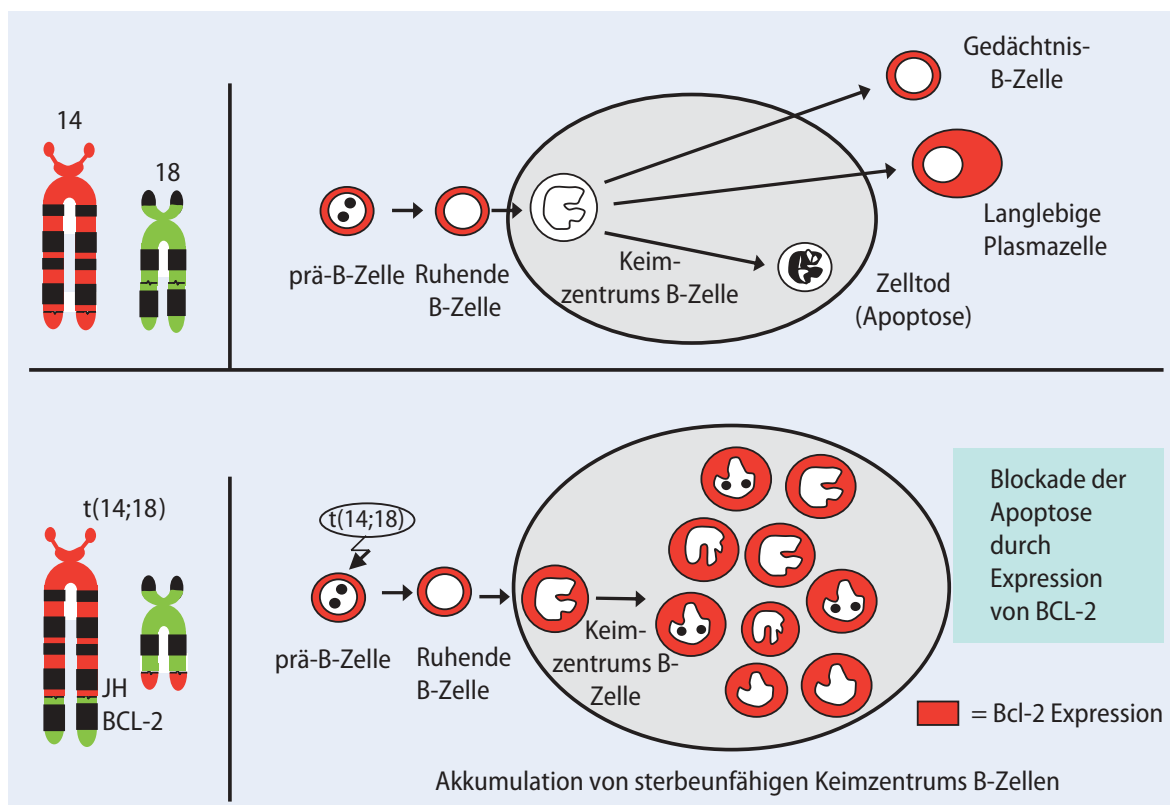 14
18
prä-B-Zelle
Ruhende
B-Zelle
Keim-
zentrums B-Zelle
Gedächtnis-
B-Zelle
Langlebige
Plasmazelle
Zelltod
(Apoptose)
t(14;18)
JH
BCL-2
t(14;18)
prä-B-Zelle
Ruhende
B-Zelle
Keim-
zentrums B-
Zelle
Blockade der
Apoptose
durch
Expression
von BCL-2
= Bcl-2 Expression
Akkumulation von sterbeunfähigen Keimzentrums B-Zellen